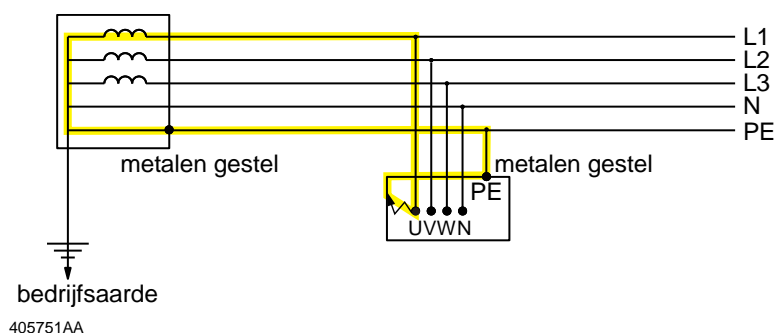 L1
L2
L3
N
PE
metalen gestel
metalen gestel
PE
UVWN
bedrijfsaarde
405751AA